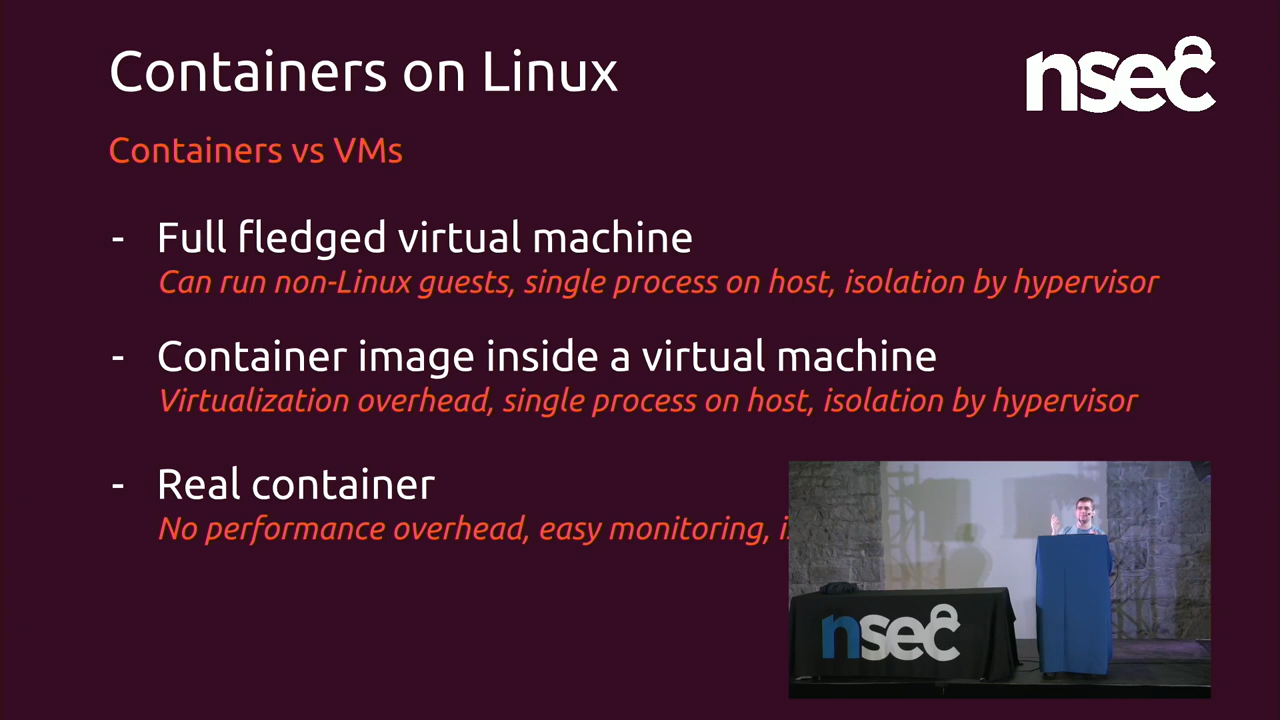 Containers on Linux
nsec
Containers vs VMs
- Full fledged virtual machine
Can run non-Linux guests, single process on host, isolation by hypervisor
- Container image inside a virtual machine
Virtualization overhead, single process on host, isolation by hypervisor
- Real container
No performance overhead, easy monitoring,
nsec